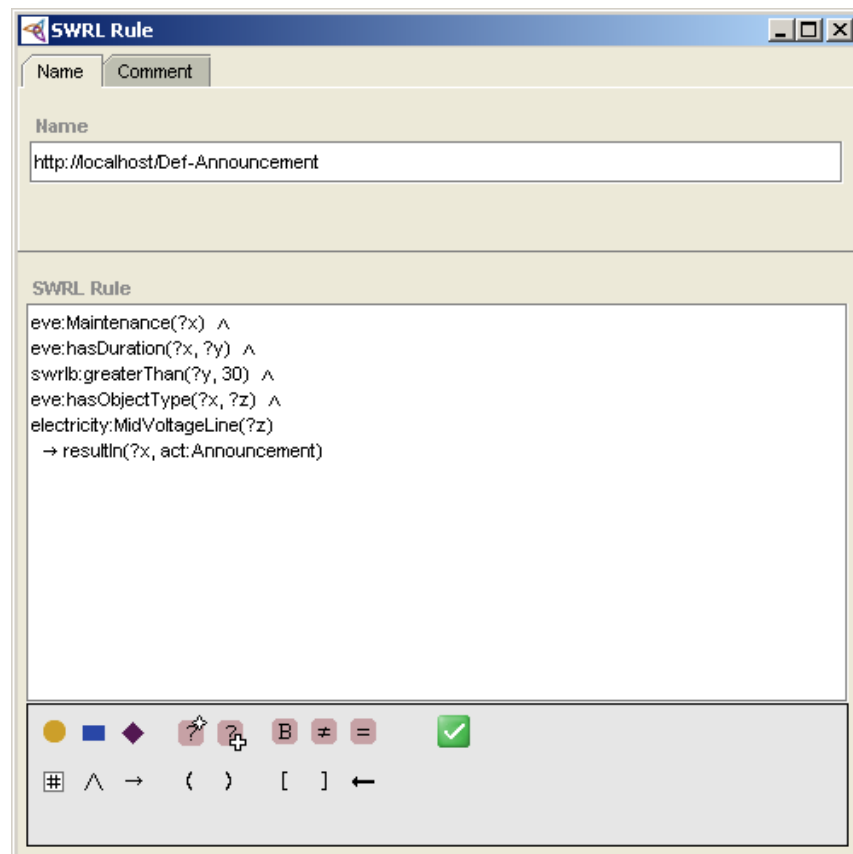 SWRL Rule
Name Comment
Name
http://localhost/Def-Announcement
SWRL Rule
eve:Maintenance(?x) ∧
eve:hasDuration(?x, ?y) ∧
swrlb:greaterThan(?y, 30) ∧
eve:hasObjectType(?x, ?z) ∧
electricity:MidVoltageLine(?z)
→ resultIn(?x, act:Announcement)
? ? B ≠ =
# ∧ → ( ) [ ] ←